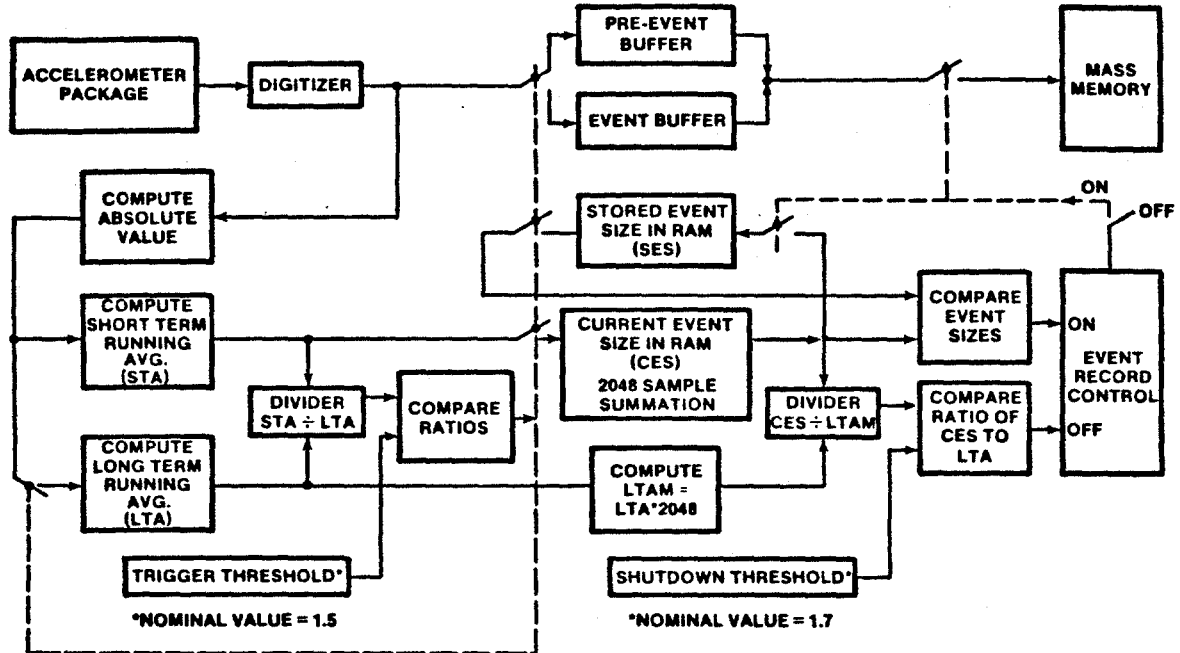 ACCELEROMETER
PACKAGE
DIGITIZER
PRE-EVENT
BUFFER
EVENT BUFFER
MASS
MEMORY
COMPUTE
ABSOLUTE
VALUE
STORED EVENT
SIZE IN RAM
(SES)
ON
OFF
COMPUTE
SHORT TERM
RUNNING
AVG.
(STA)
CURRENT EVENT
SIZE IN RAM
(CES)
2048 SAMPLE
SUMMATION
COMPARE
EVENT
SIZES
ON
EVENT
RECORD
CONTROL
OFF
DIVIDER
STA ÷ LTA
COMPARE
RATIOS
DIVIDER
CES ÷ LTAM
COMPARE
RATIO OF
CES TO
LTA
COMPUTE
LONG TERM
RUNNING
AVG.
(LTA)
COMPUTE
LTAM =
LTA*2048
TRIGGER THRESHOLD*
*NOMINAL VALUE = 1.5
SHUTDOWN THRESHOLD*
*NOMINAL VALUE = 1.7